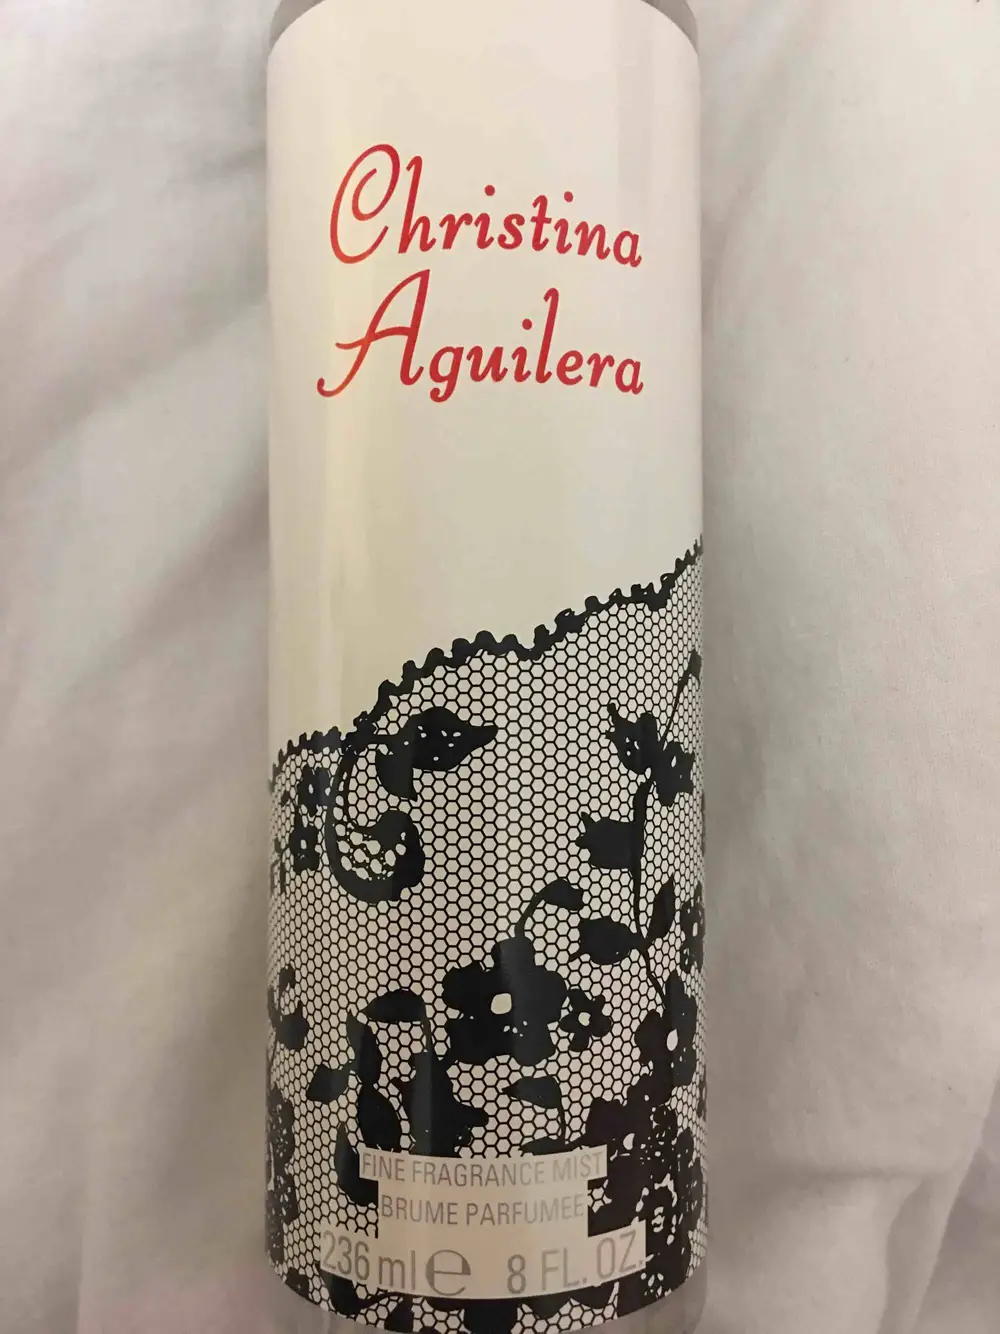 Christina
Aguilera
FINE FRAGRANCE MIST
BRUME PARFUMEE
236 ml ℮ 8 FL. OZ.